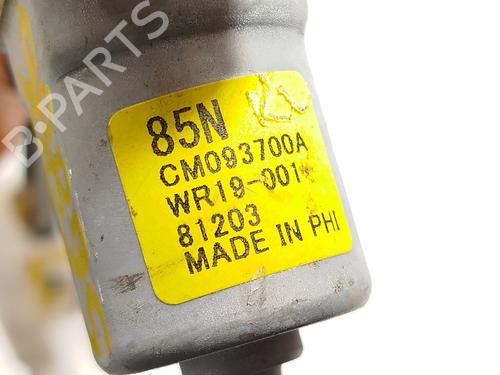 B-PARTS
85N
CM093700A
WR19-001
81203
MADE IN PHI